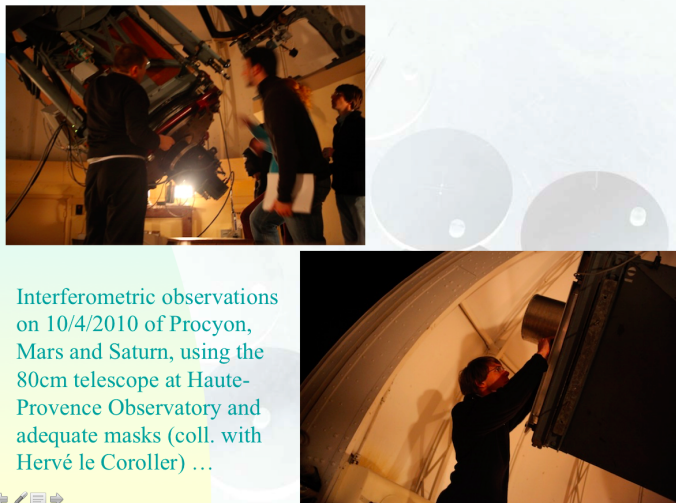 Interferometric observations
on 10/4/2010 of Procyon,
Mars and Saturn, using the
80cm telescope at Haute-
Provence Observatory and
adequate masks (coll. with
Hervé le Coroller) …